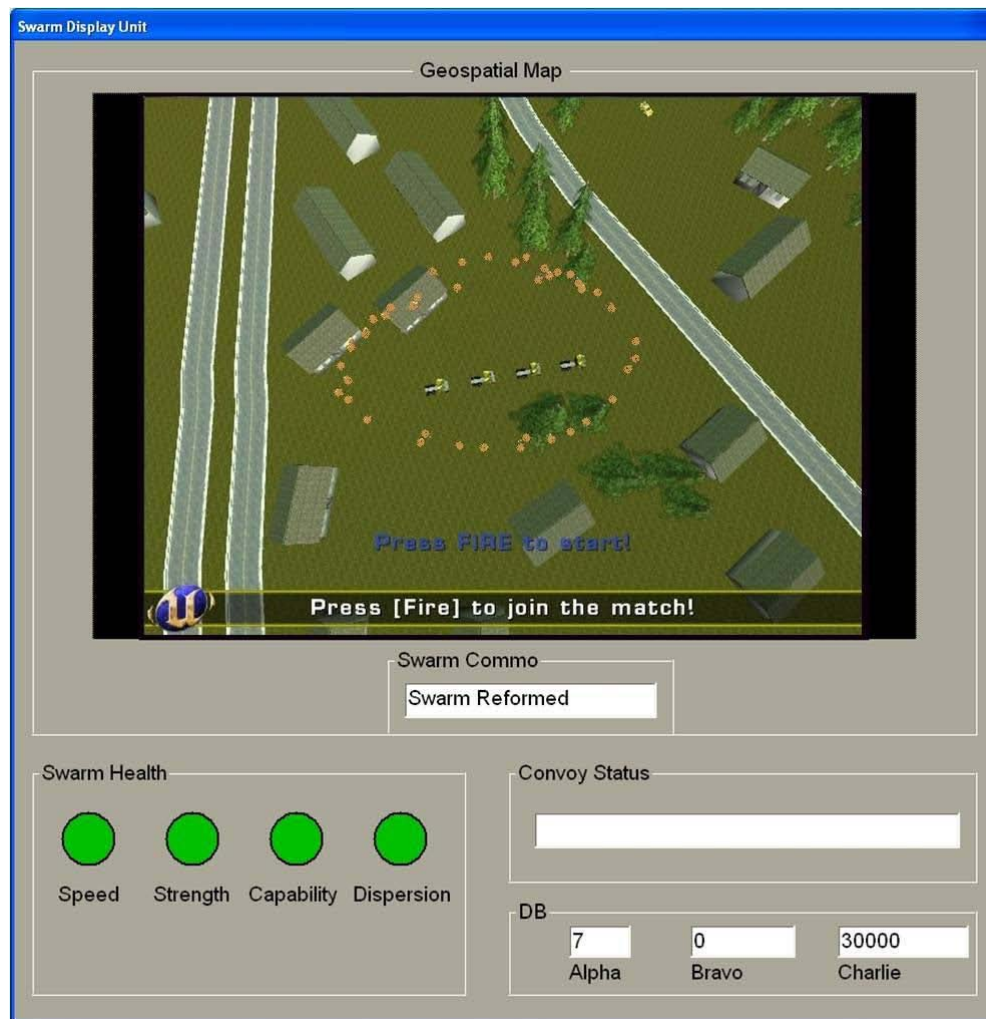 Swarm Display Unit
Geospatial Map
Press FIRE to start!
Press [Fire] to join the match!
Swarm Commo
Swarm Reformed
Swarm Health
Speed Strength Capability Dispersion
Convoy Status
DB
7 0 30000
Alpha Bravo Charlie